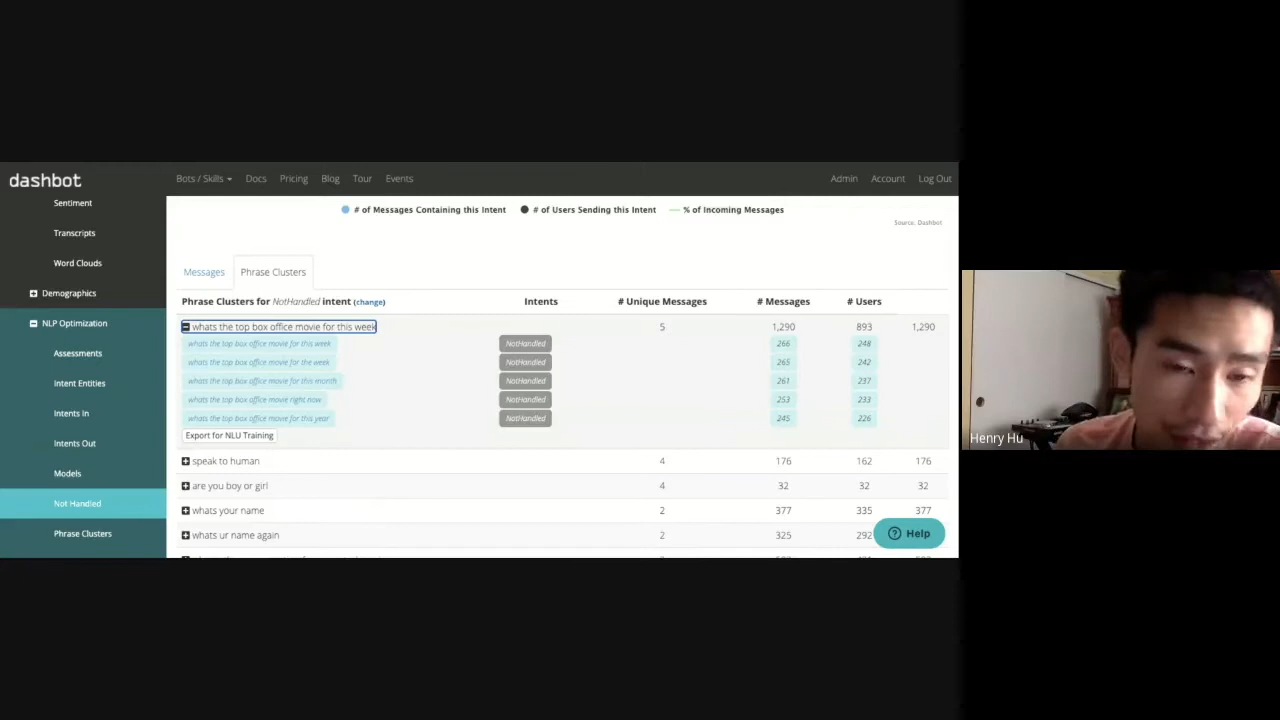 dashbot
Bots / Skills Docs Pricing Blog Tour Events Admin Account Log Out
Sentiment
Transcripts
Word Clouds
Demographics
NLP Optimization
Assessments
Intent Entities
Intents In
Intents Out
Models
Not Handled
Phrase Clusters
# of Messages Containing this Intent # of Users Sending this Intent % of Incoming Messages
Source: Dashbot
Messages Phrase Clusters
Phrase Clusters for NotHandled intent (change) Intents # Unique Messages # Messages # Users
whats the top box office movie for this week 5 1,290 893 1,290
whats the top box office movie for this week NotHandled 266 248
whats the top box office movie for the week NotHandled 265 242
whats the top box office movie for this month NotHandled 261 237
whats the top box office movie right now NotHandled 253 233
whats the top box office movie for this year NotHandled 245 226
Export for NLU Training
speak to human 4 176 162 176
are you boy or girl 4 32 32 32
whats your name 2 377 335 377
whats ur name again 2 325 292
Help
Henry Hu